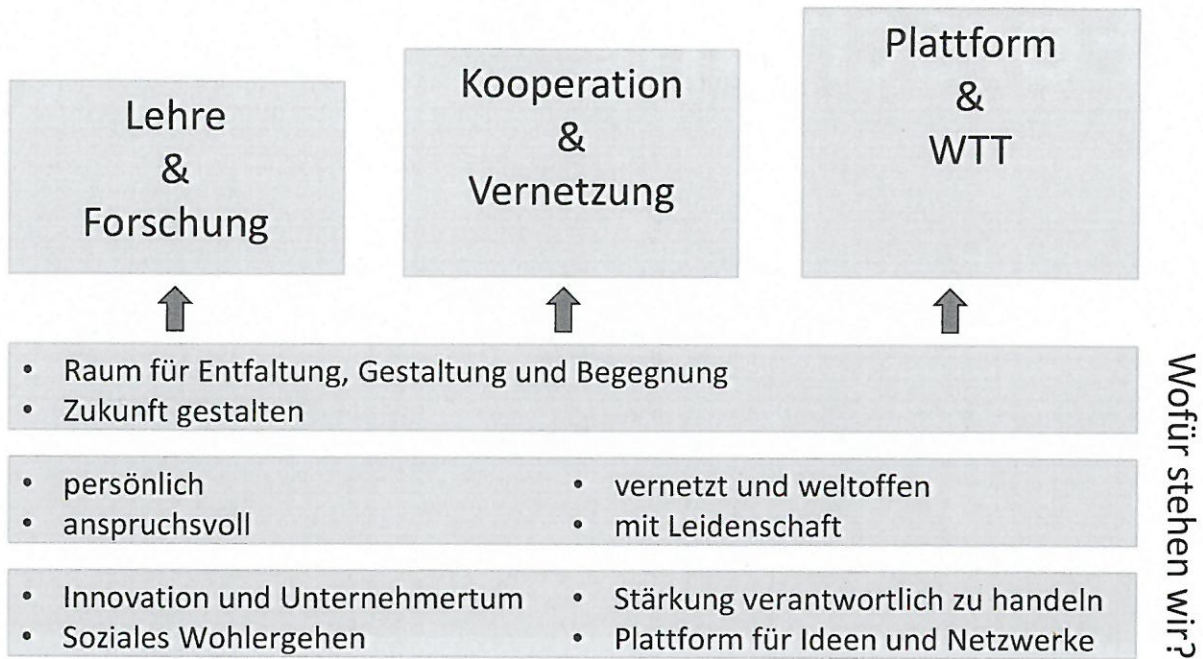 Lehre
&
Forschung
Kooperation
&
Vernetzung
Plattform
&
WTT
• Raum für Entfaltung, Gestaltung und Begegnung
• Zukunft gestalten
• persönlich
• anspruchsvoll
• vernetzt und weltoffen
• mit Leidenschaft
• Innovation und Unternehmertum
• Soziales Wohlergehen
• Stärkung verantwortlich zu handeln
• Plattform für Ideen und Netzwerke
Wofür stehen wir?